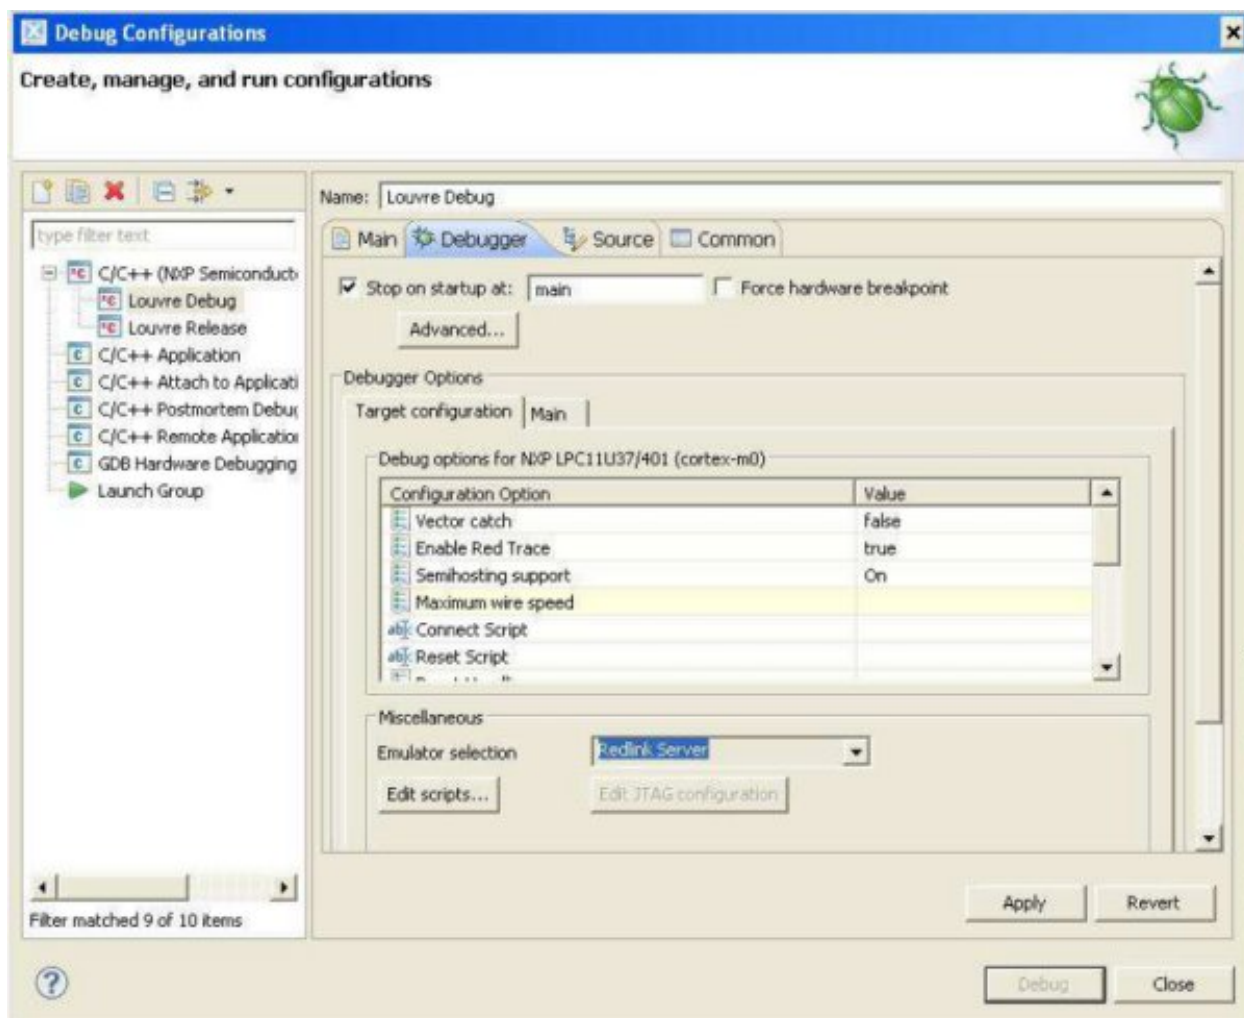 Debug Configurations
Create, manage, and run configurations
type filter text
C/C++ (NXP Semiconduct
Louvre Debug
Louvre Release
C/C++ Application
C/C++ Attach to Applicati
C/C++ Postmortem Debu
C/C++ Remote Application
GDB Hardware Debugging
Launch Group
Filter matched 9 of 10 items
Name: Louvre Debug
Main Debugger Source Common
Stop on startup at: main Force hardware breakpoint
Advanced...
Debugger Options
Target configuration Main
Debug options for NXP LPC11U37/401 (cortex-m0)
Configuration Option Value
Vector catch false
Enable Red Trace true
Semihosting support On
Maximum wire speed
Connect Script
Reset Script
Miscellaneous
Emulator selection Redlink Server
Edit scripts... Edit JTAG configuration
Apply Revert
Debug Close